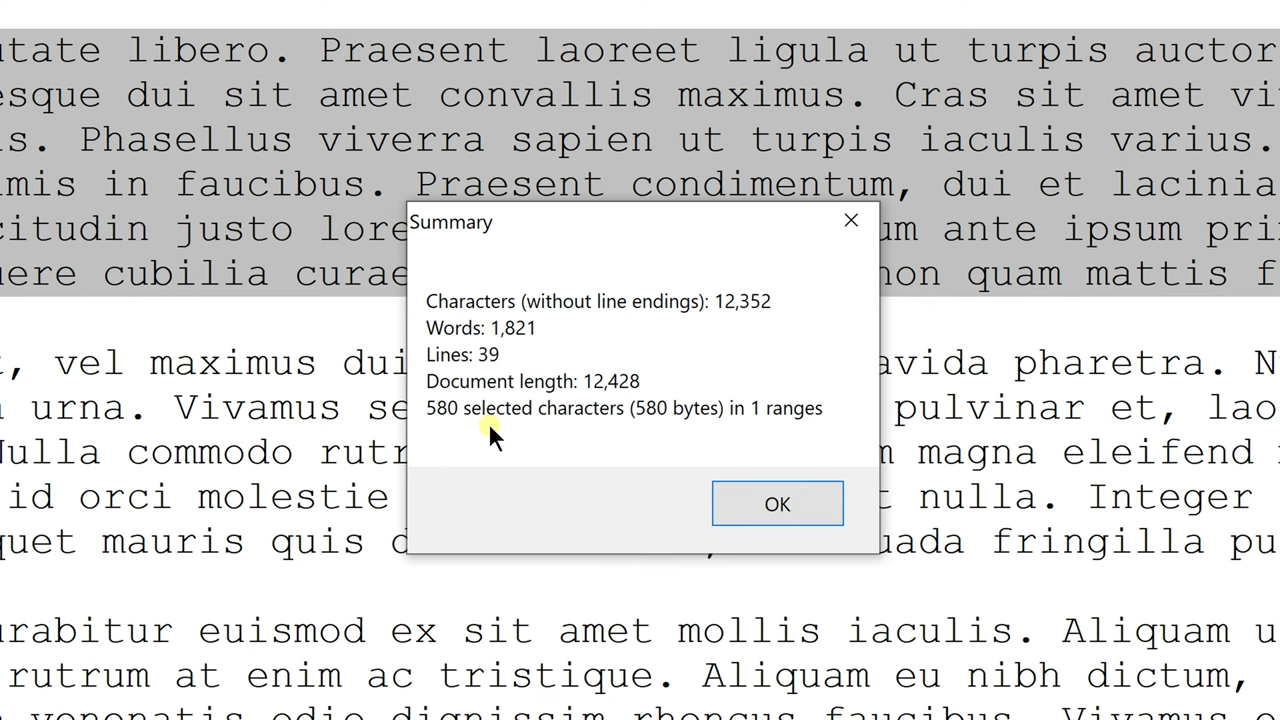 tate libero. Praesent laoreet ligula ut turpis auctor
esque dui sit amet convallis maximus. Cras sit amet vi
is. Phasellus viverra sapien ut turpis iaculis varius.
imis in faucibus. Praesent condimentum, dui et lacinia
citudin justo lore um ante ipsum pri
uere cubilia curae non quam mattis f
Summary
Characters (without line endings): 12,352
Words: 1,821
Lines: 39
Document length: 12,428
580 selected characters (580 bytes) in 1 ranges
OK
, vel maximus dui avida pharetra. N
urna. Vivamus se pulvinar et, lao
Nulla commodo rutr m magna eleifend
id orci molestie t nulla. Integer
quet mauris quis uada fringilla pu
urabitur euismod ex sit amet mollis iaculis. Aliquam u
rutrum at enim ac tristique. Aliquam eu nibh dictum,